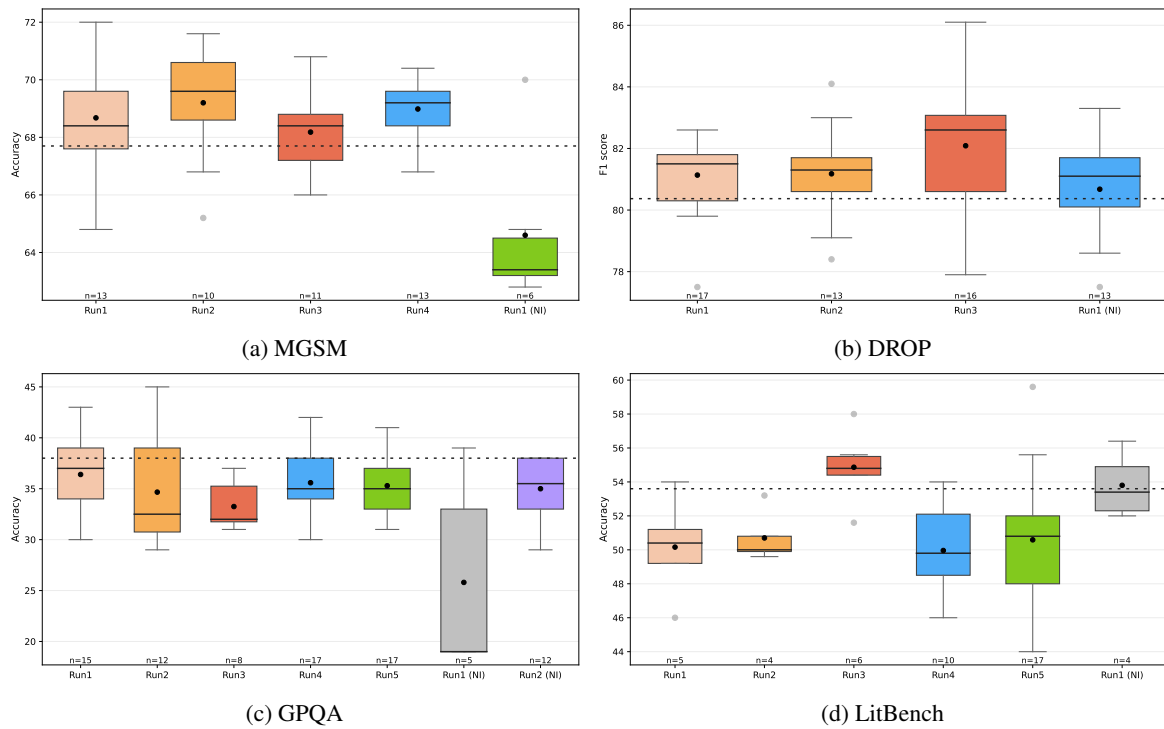 72
70
68
66
64
Accuracy
n=13
n=10
n=11
n=13
n=6
Run1
Run2
Run3
Run4
Run1 (NI)
(a) MGSM
86
84
82
80
78
F1 score
n=17
n=13
n=16
n=13
Run1
Run2
Run3
Run1 (NI)
(b) DROP
45
40
35
30
25
20
Accuracy
n=15
n=12
n=8
n=17
n=17
n=5
n=12
Run1
Run2
Run3
Run4
Run5
Run1 (NI)
Run2 (NI)
(c) GPQA
60
58
56
54
52
50
48
46
44
Accuracy
n=5
n=4
n=6
n=10
n=17
n=4
Run1
Run2
Run3
Run4
Run5
Run1 (NI)
(d) LitBench